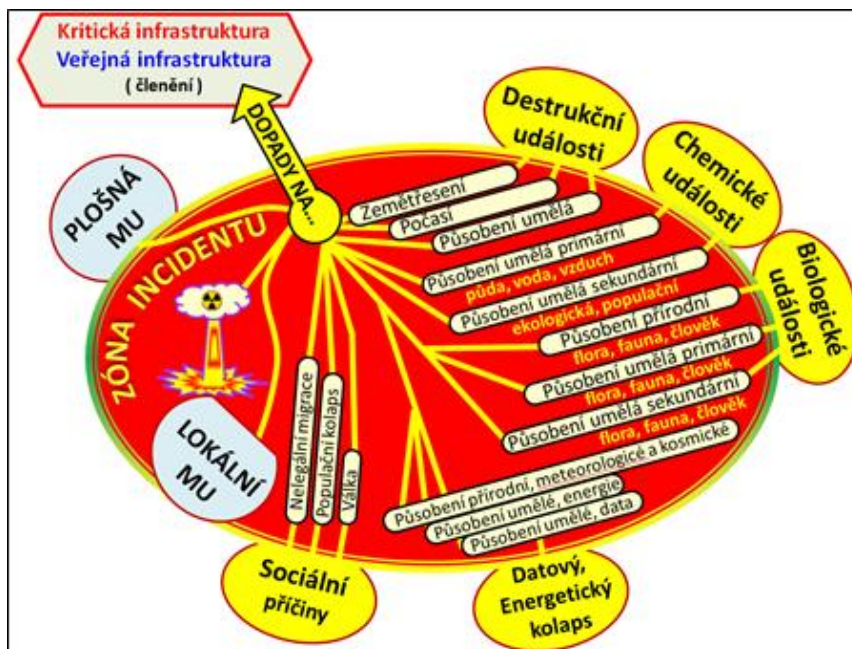 Kritická infrastruktura
Veřejná infrastruktura
( členění )
DOPADY NA...
PLOŠNÁ
MU
ZÓNA INCIDENTU
LOKÁLNÍ
MU
Destrukční
události
Zemětřesení
Počasí
Působení umělá
Chemické
události
Působení umělá primární
půda, voda, vzduch
Působení umělá sekundární
ekologická, populační
Biologické
události
Působení přírodní
flora, fauna, člověk
Působení umělá primární
flora, fauna, člověk
Působení umělá sekundární
flora, fauna, člověk
Působení přírodní, meteorologicé a kosmické
Působení umělé, energie
Působení umělé, data
Datový,
Energetický
kolaps
Nelegální migrace
Populační kolaps
Válka
Sociální
příčiny